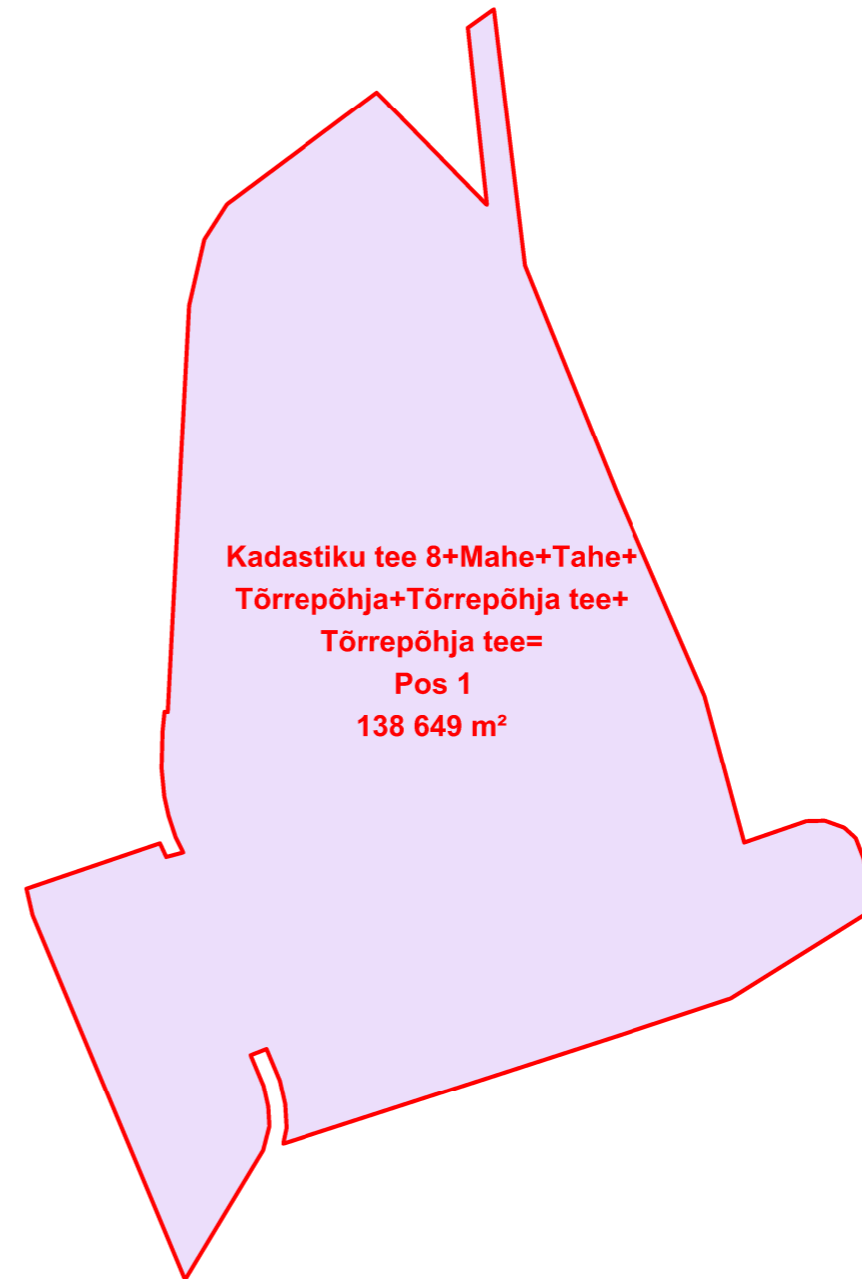 Kadastiku tee 8+Mahe+Tahe+
Tõrrepõhja+Tõrrepõhja tee+
Tõrrepõhja tee=
Pos 1
138 649 m²